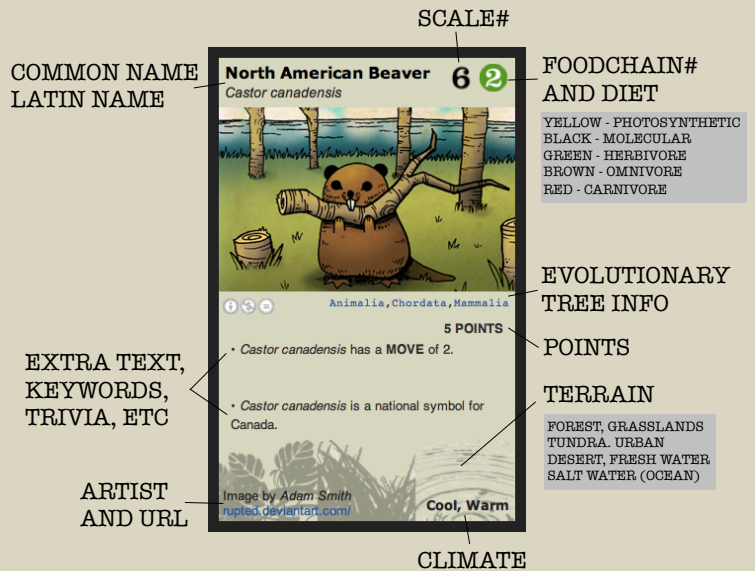 SCALE#
COMMON NAME
LATIN NAME
North American Beaver
Castor canadensis
6 2
FOODCHAIN#
AND DIET
YELLOW - PHOTOSYNTHETIC
BLACK - MOLECULAR
GREEN - HERBIVORE
BROWN - OMNIVORE
RED - CARNIVORE
Animalia,Chordata,Mammalia
EVOLUTIONARY
TREE INFO
5 POINTS
POINTS
• Castor canadensis has a MOVE of 2.
• Castor canadensis is a national symbol for
Canada.
EXTRA TEXT,
KEYWORDS,
TRIVIA, ETC
TERRAIN
FOREST, GRASSLANDS
TUNDRA. URBAN
DESERT, FRESH WATER
SALT WATER (OCEAN)
ARTIST
AND URL
Image by Adam Smith
rupted.deviantart.com/
Cool, Warm
CLIMATE